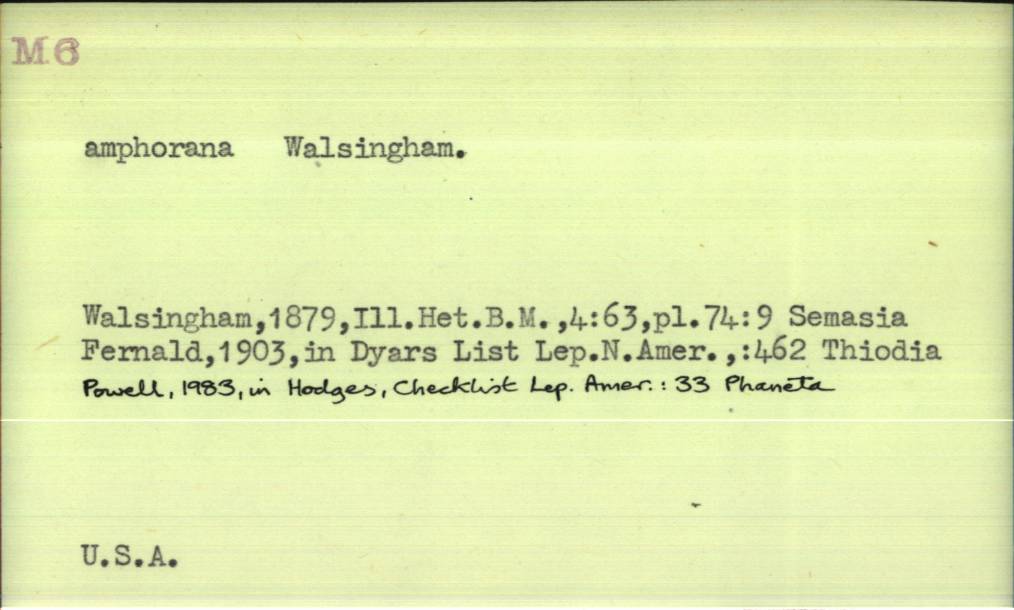 M6
amphorana Walsingham.
Walsingham,1879,Ill.Het.B.M.,4:63,pl.74:9 Semasia
Fernald,1903,in Dyars List Lep.N.Amer.,:462 Thiodia
Powell, 1983, in Hodges, Checklist Lep. Amer.: 33 Phaneta
U.S.A.